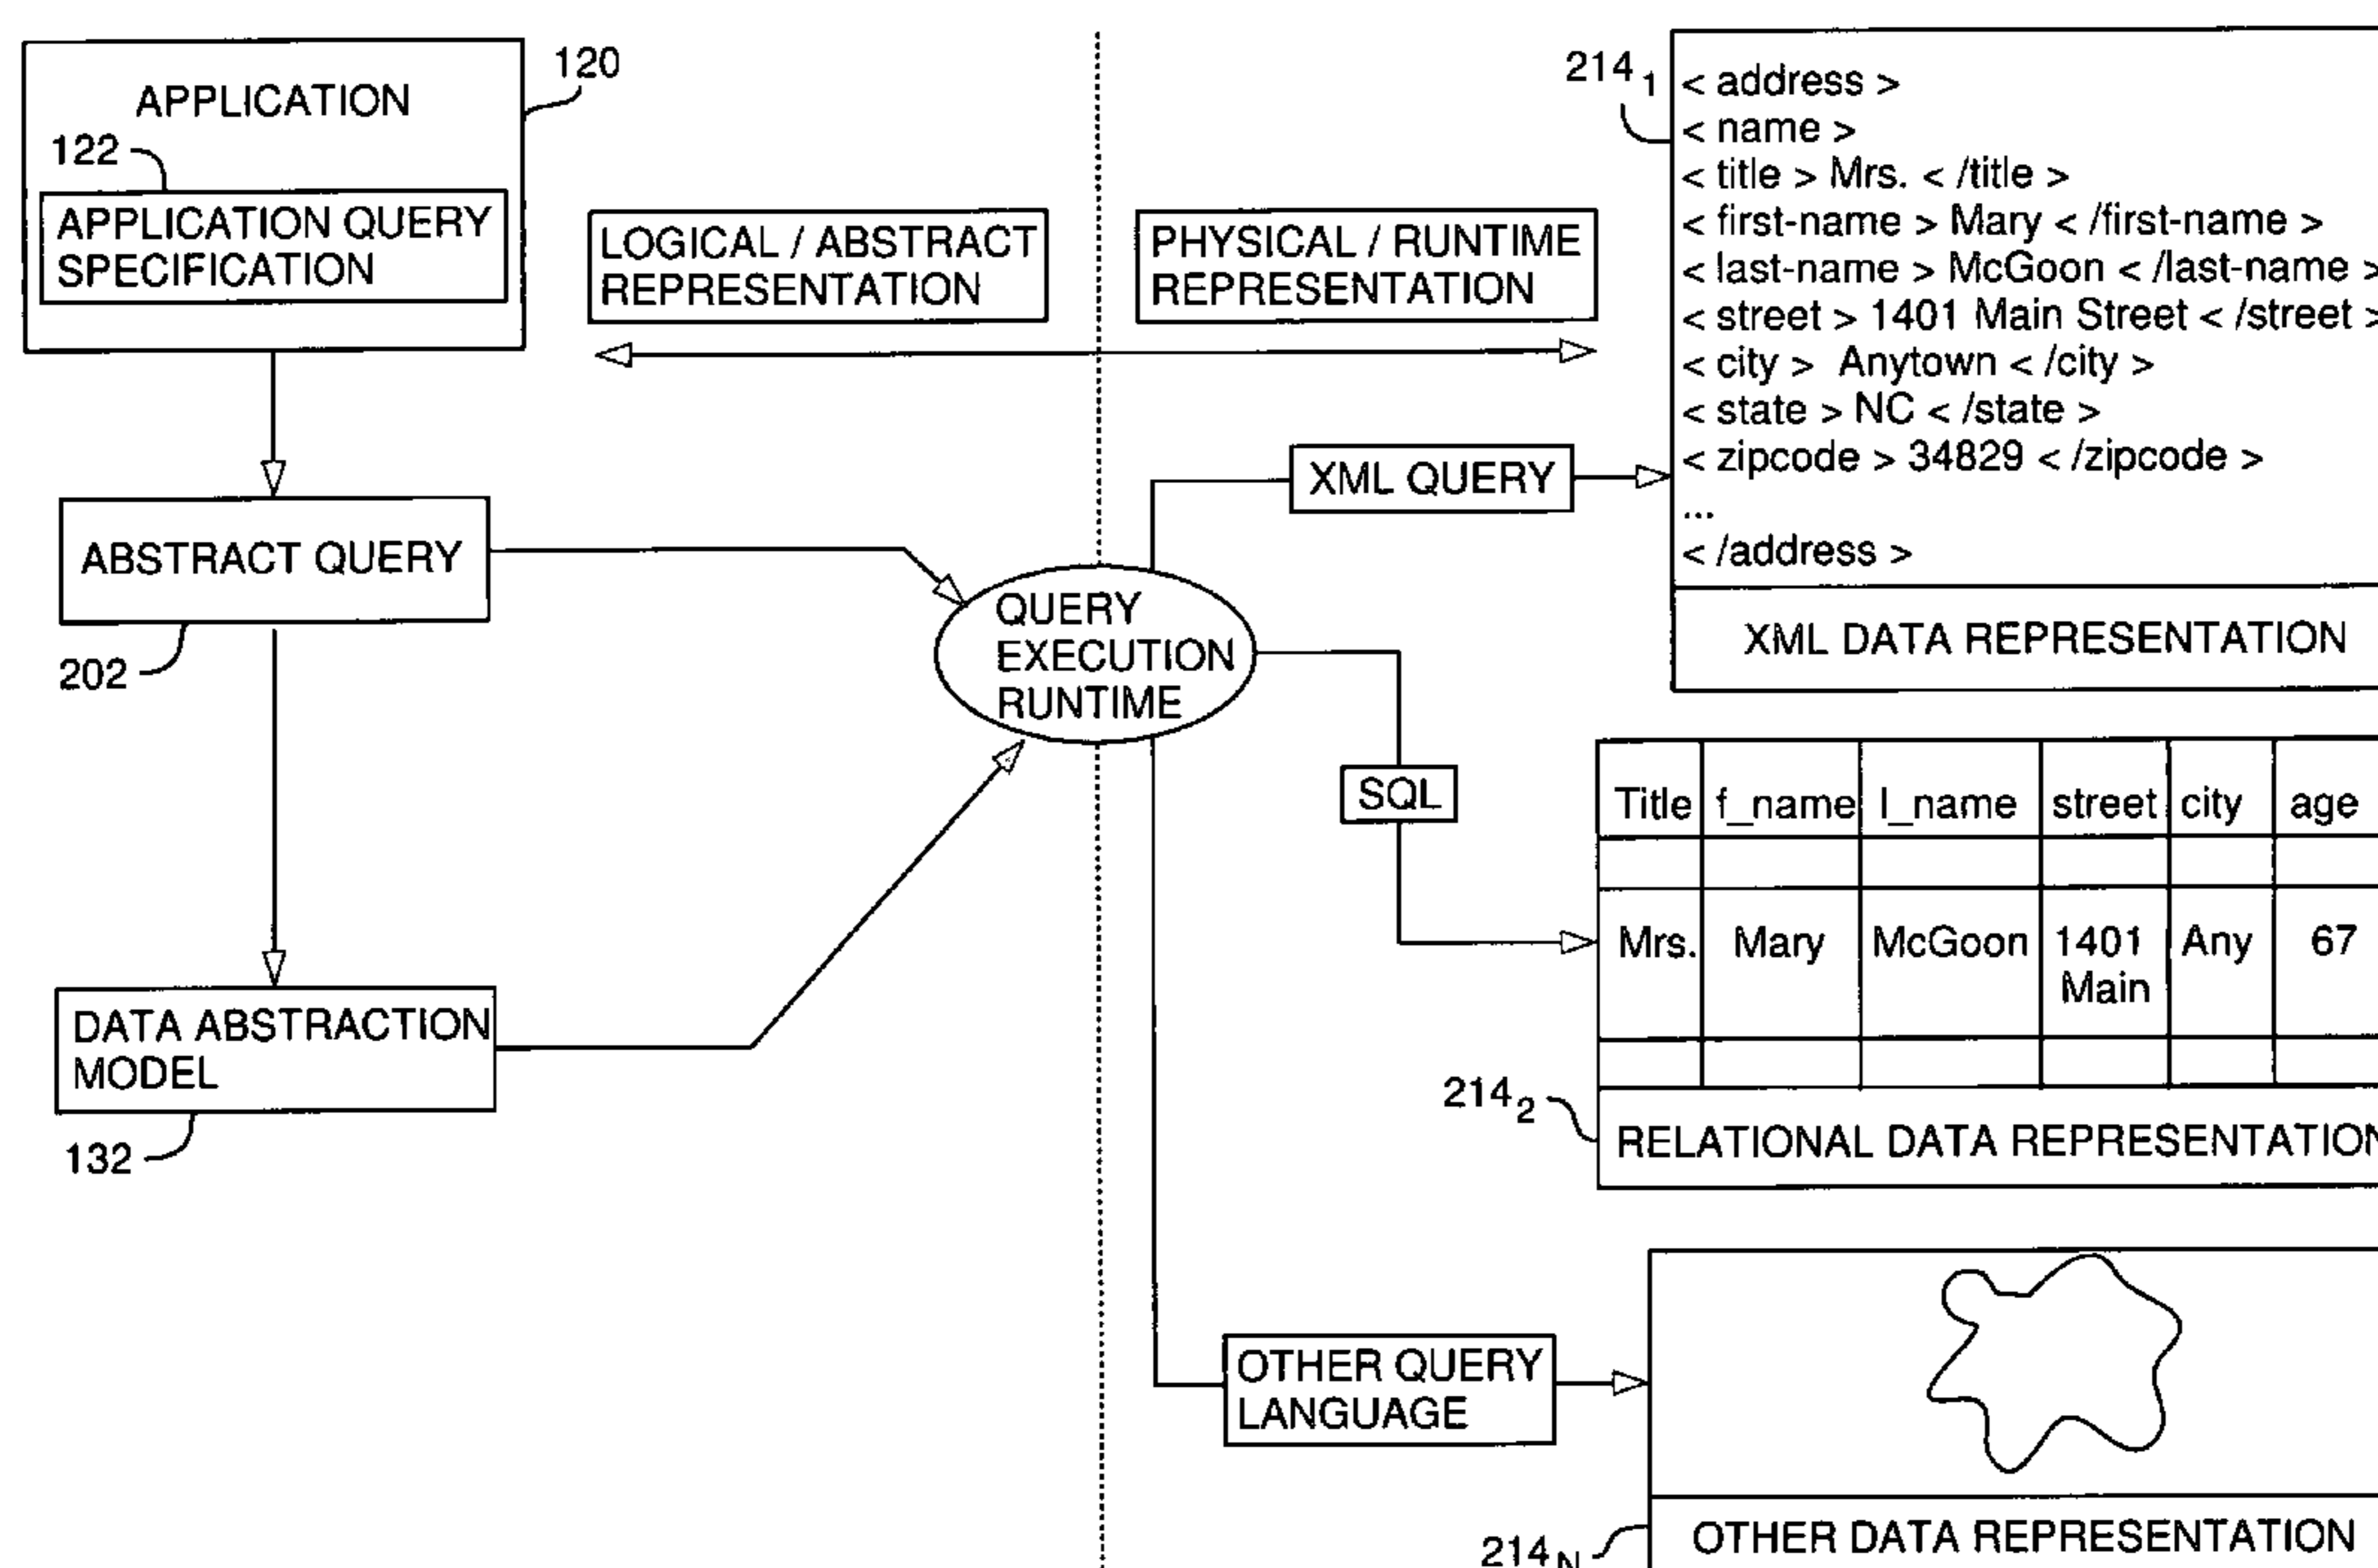 120
APPLICATION
122
APPLICATION QUERY
SPECIFICATION
LOGICAL / ABSTRACT
REPRESENTATION
PHYSICAL / RUNTIME
REPRESENTATION
214 1
< address >
< name >
< title > Mrs. < /title >
< first-name > Mary < /first-name >
< last-name > McGoon < /last-name >
< street > 1401 Main Street < /street >
< city > Anytown < /city >
< state > NC < /state >
< zipcode > 34829 < /zipcode >
...
< /address >
XML DATA REPRESENTATION
XML QUERY
ABSTRACT QUERY
202
QUERY
EXECUTION
RUNTIME
SQL
Title f_name l_name street city age
Mrs. Mary McGoon 1401 Any 67
Main
214 2
RELATIONAL DATA REPRESENTATION
DATA ABSTRACTION
MODEL
132
OTHER QUERY
LANGUAGE
214 N
OTHER DATA REPRESENTATION